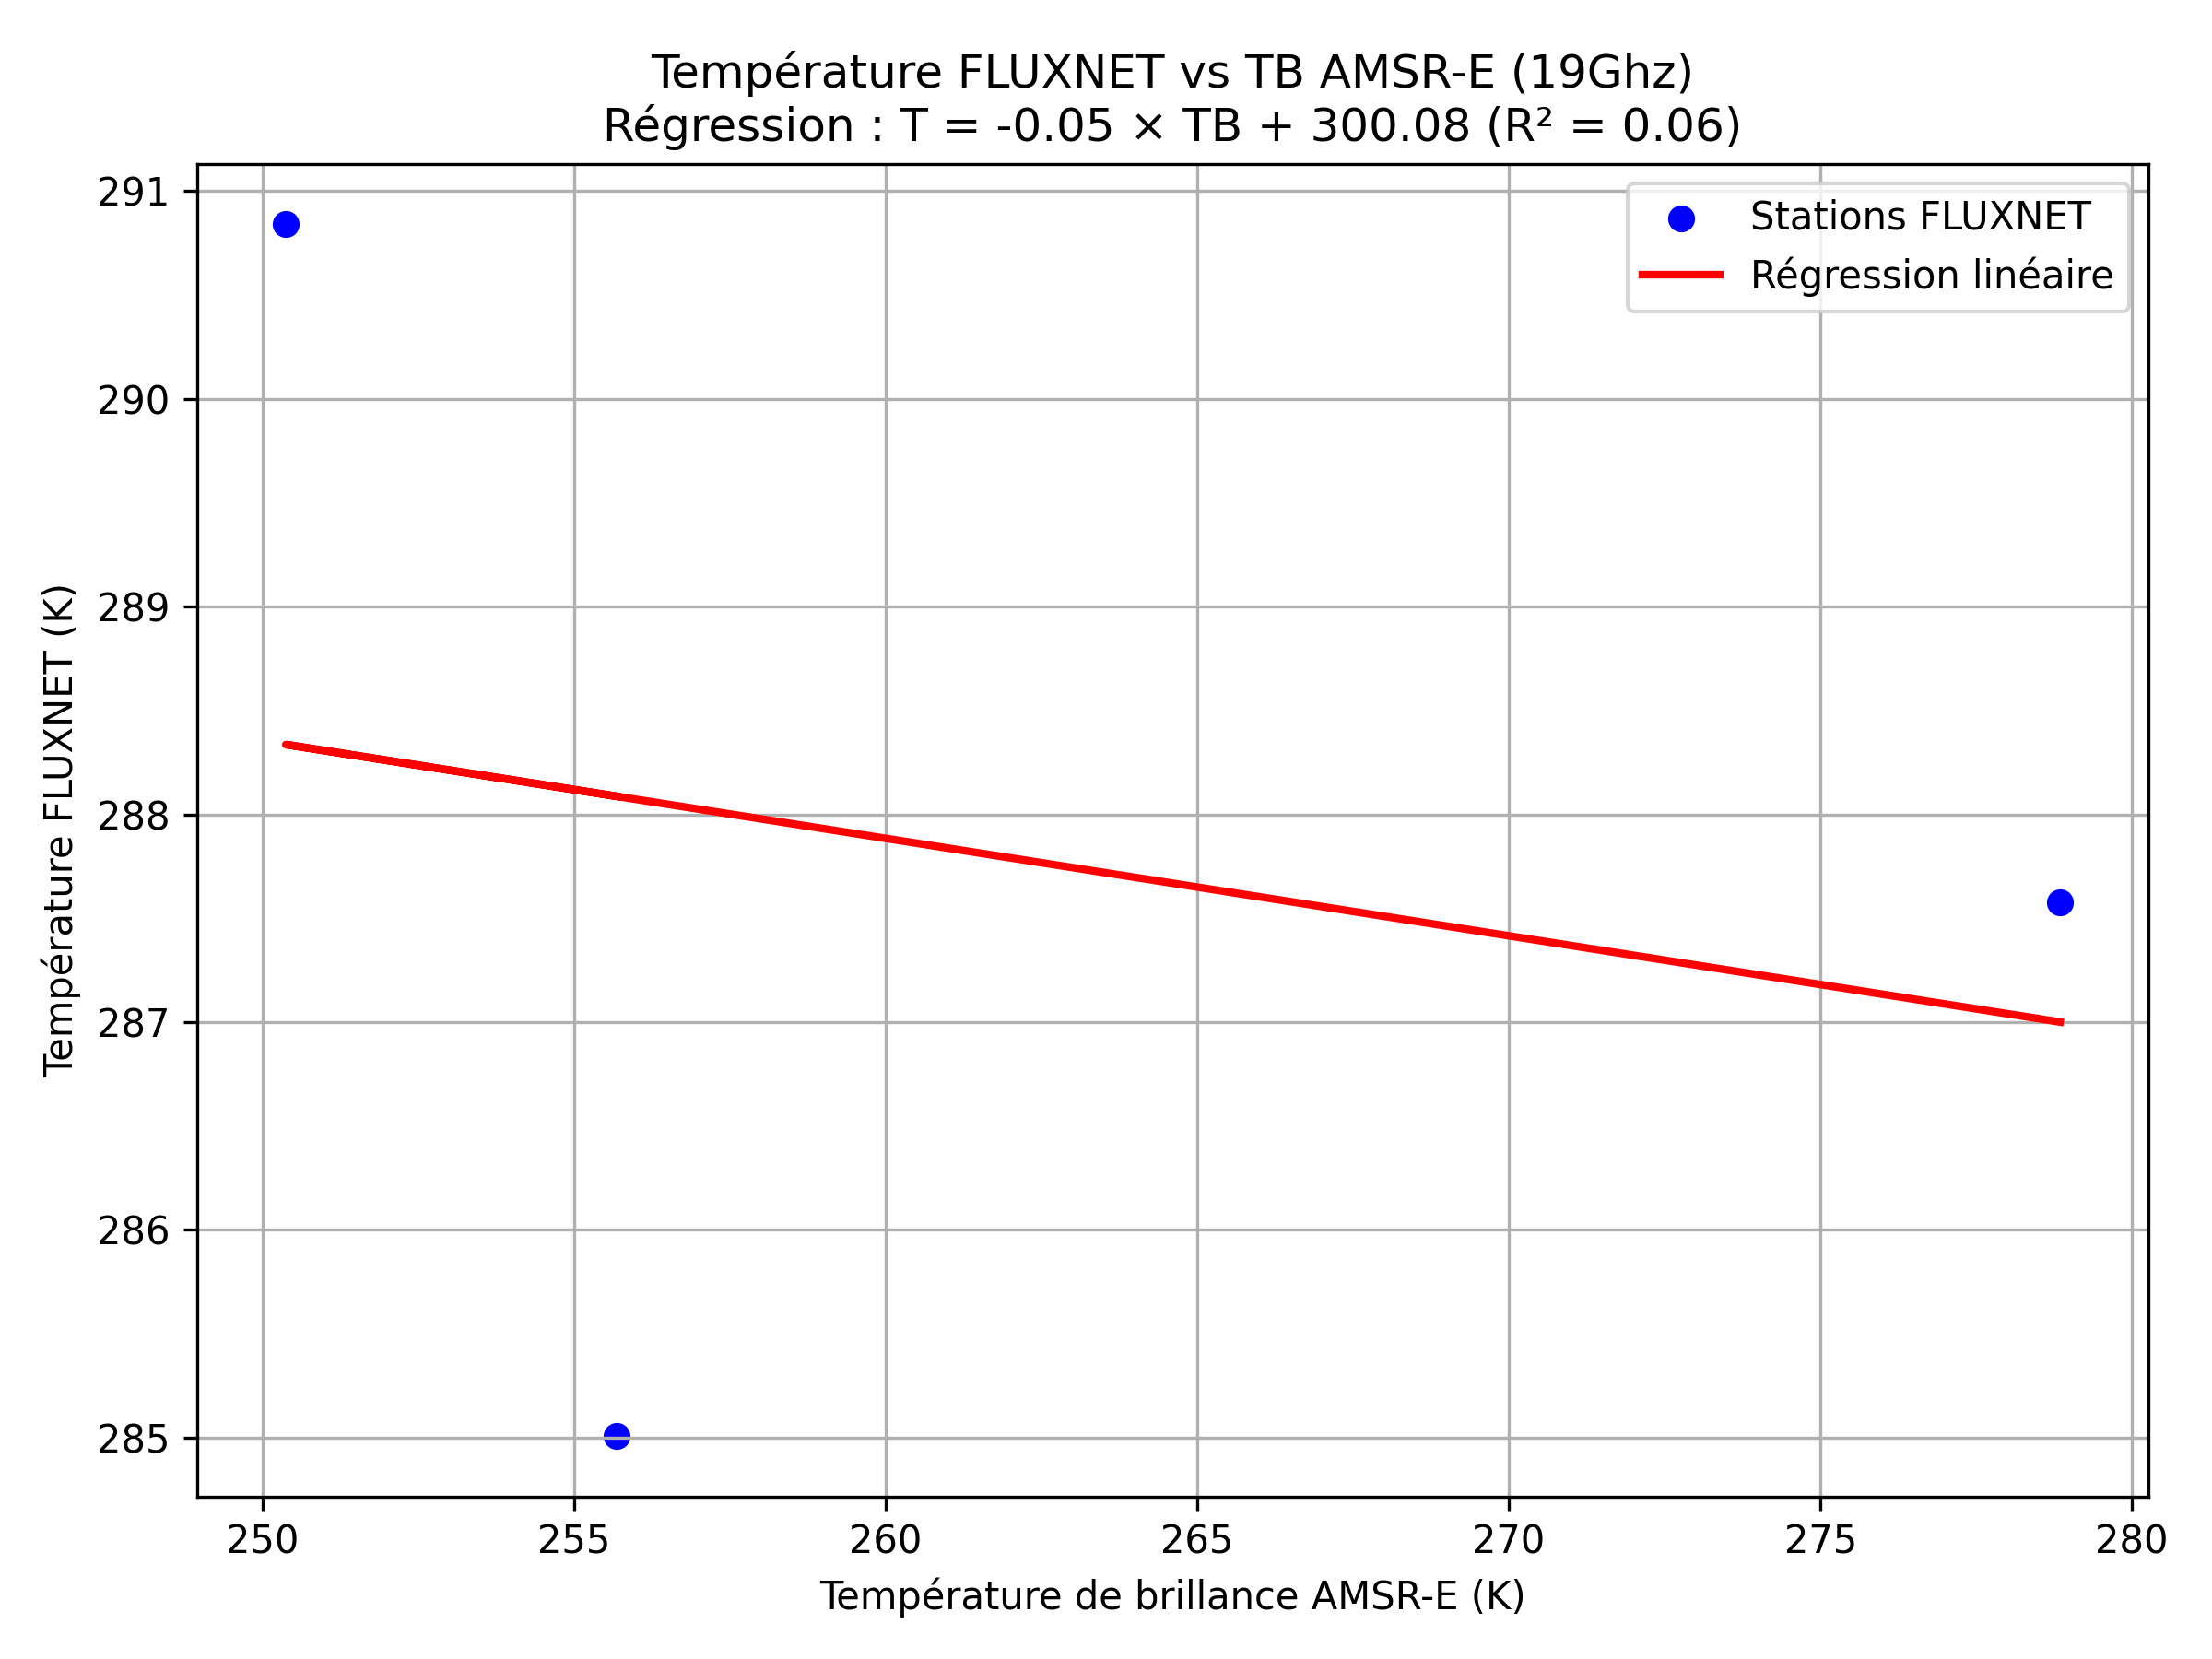 Température FLUXNET vs TB AMSR-E (19Ghz)
Régression : T = -0.05 × TB + 300.08 (R² = 0.06)
Stations FLUXNET
Régression linéaire
291
290
289
288
287
286
285
Température FLUXNET (K)
250 255 260 265 270 275 280
Température de brillance AMSR-E (K)